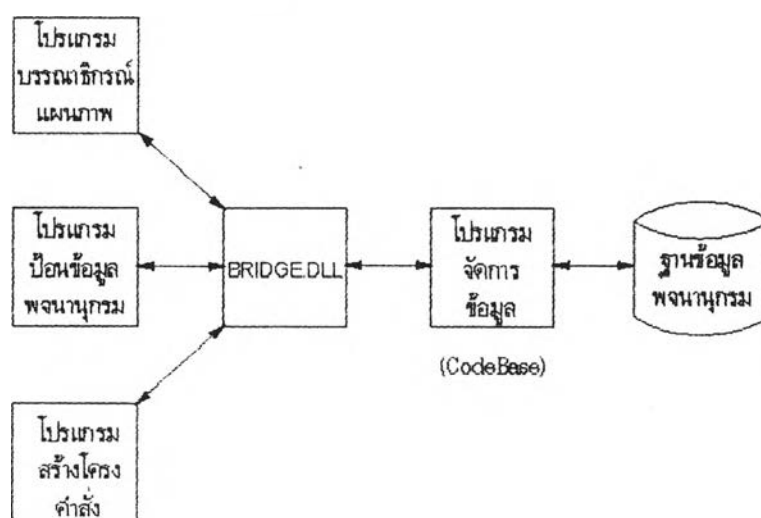 โปรแกรม
บรรณาธิกรณ์
แผนภาพ
โปรแกรม
ป้อนข้อมูล
พจนานุกรม
BRIDGE.DLL
โปรแกรม
จัดการ
ข้อมูล
(CodeBase)
ฐานข้อมูล
พจนานุกรม
โปรแกรม
สร้างโครง
คำสั่ง